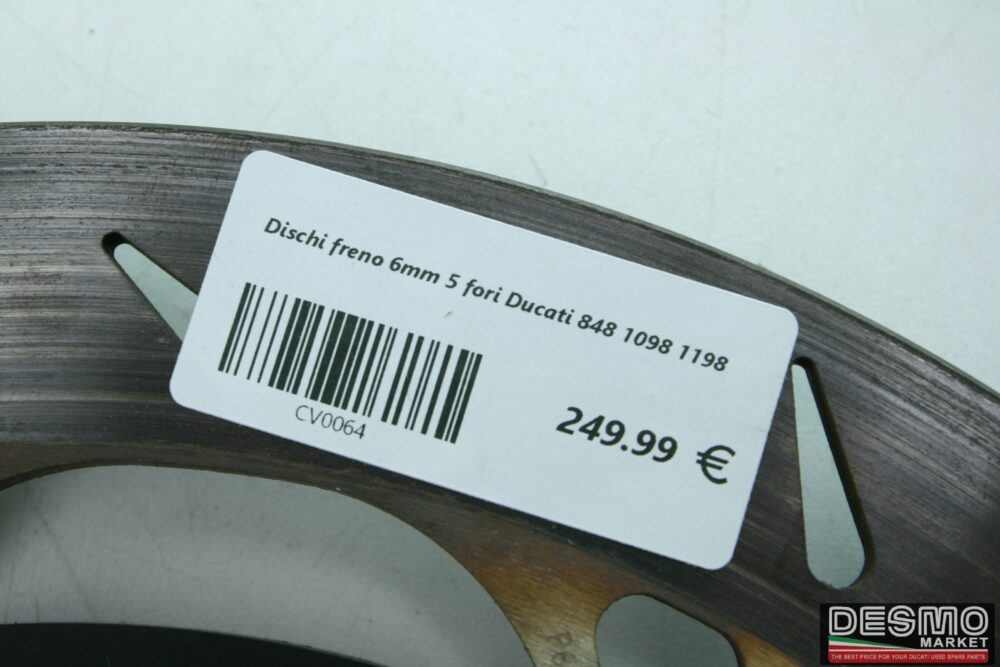 Dischi freno 6mm 5 fori Ducati 848 1098 1198
CV0064
249.99 €
DESMO
MARKET
THE BEST PRICE FOR YOUR DUCATI USED SPARE PARTS